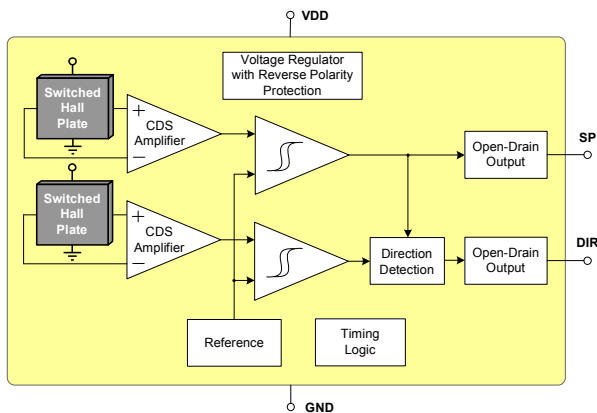 VDD
Voltage Regulator
with Reverse Polarity
Protection
Switched
Hall
Plate
+
−
CDS
Amplifier
Open-Drain
Output
SP
Switched
Hall
Plate
+
−
CDS
Amplifier
Direction
Detection
Open-Drain
Output
DIR
Reference
Timing
Logic
GND